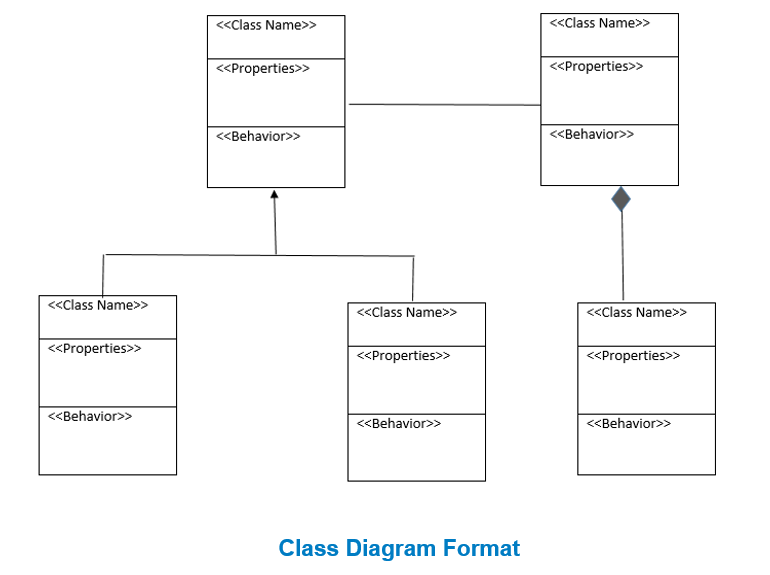 <<Class Name>>
<<Properties>>
<<Behavior>>
<<Class Name>>
<<Properties>>
<<Behavior>>
<<Class Name>>
<<Properties>>
<<Behavior>>
<<Class Name>>
<<Properties>>
<<Behavior>>
<<Class Name>>
<<Properties>>
<<Behavior>>
Class Diagram Format